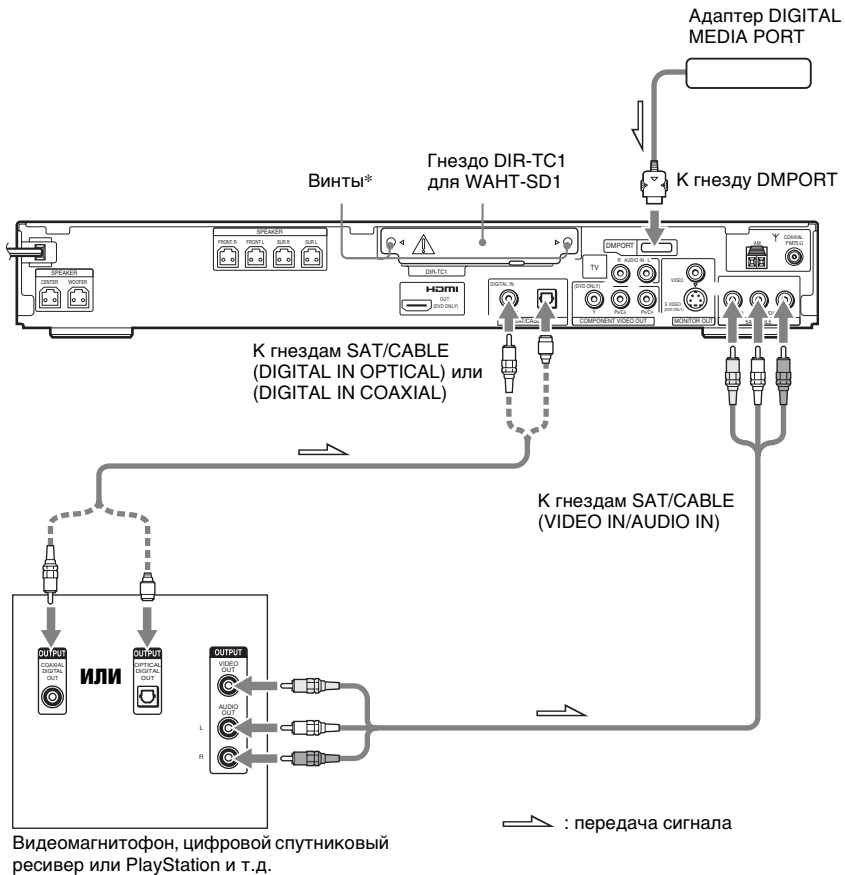 Адаптер DIGITAL
MEDIA PORT
Гнездо DIR-TC1
для WAHT-SD1
Винты*
К гнезду DMPORT
SPEAKER
FRONT R FRONT L SUR R SUR L
DIR-TC1
SPEAKER
CENTER WOOFER
HDMI
OUT
(DVD ONLY)
DIGITAL IN
DMPORT
TV
R AUDIO IN L
(DVD ONLY)
Y PB/CB PR/CR
COMPONENT VIDEO OUT
VIDEO
S VIDEO
(DVD ONLY)
MONITOR OUT
AM
COAXIAL
FM75Ω
К гнездам SAT/CABLE
(DIGITAL IN OPTICAL) или
(DIGITAL IN COAXIAL)
К гнездам SAT/CABLE
(VIDEO IN/AUDIO IN)
OUTPUT
COAXIAL
DIGITAL
OUT
ИЛИ
OUTPUT
OPTICAL
DIGITAL
OUT
OUTPUT
VIDEO
OUT
AUDIO
OUT
L
R
: передача сигнала
Видеомагнитофон, цифровой спутниковый
ресивер или PlayStation и т.д.